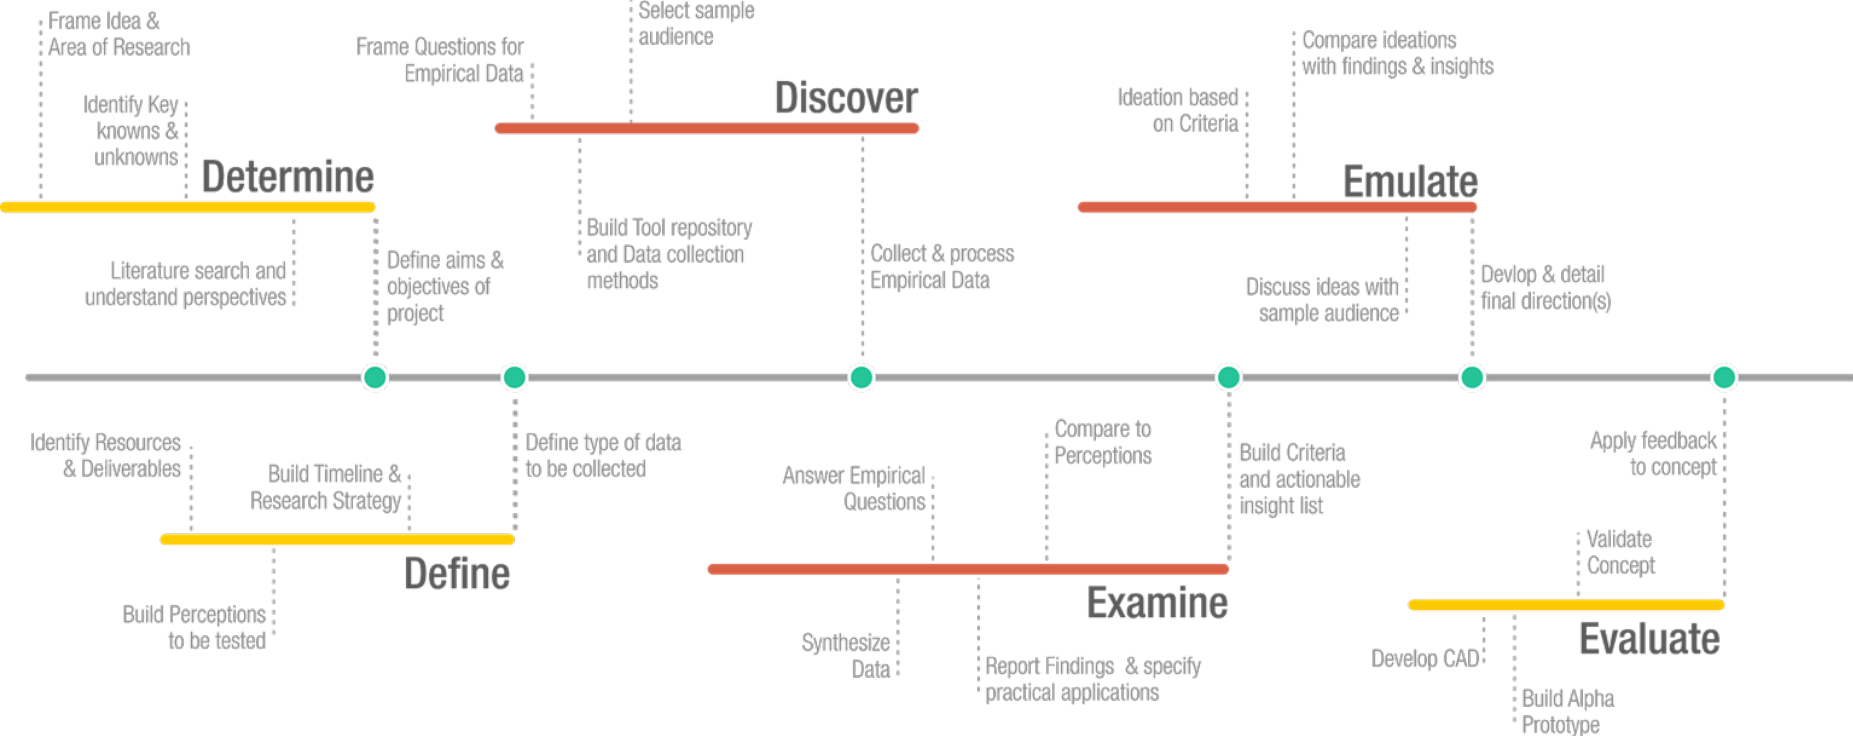 Frame Idea &
Area of Research
Identify Key
knowns &
unknowns
Determine
Literature search and
understand perspectives
Define aims &
objectives of
project
Frame Questions for
Empirical Data
Select sample
audience
Discover
Build Tool repository
and Data collection
methods
Collect & process
Empirical Data
Ideation based
on Criteria
Compare ideations
with findings & insights
Emulate
Discuss ideas with
sample audience
Devlop & detail
final direction(s)
Identify Resources
& Deliverables
Build Timeline &
Research Strategy
Define type of data
to be collected
Define
Build Perceptions
to be tested
Answer Empirical
Questions
Compare to
Perceptions
Build Criteria
and actionable
insight list
Examine
Synthesize
Data
Report Findings & specify
practical applications
Apply feedback
to concept
Validate
Concept
Evaluate
Develop CAD
Build Alpha
Prototype